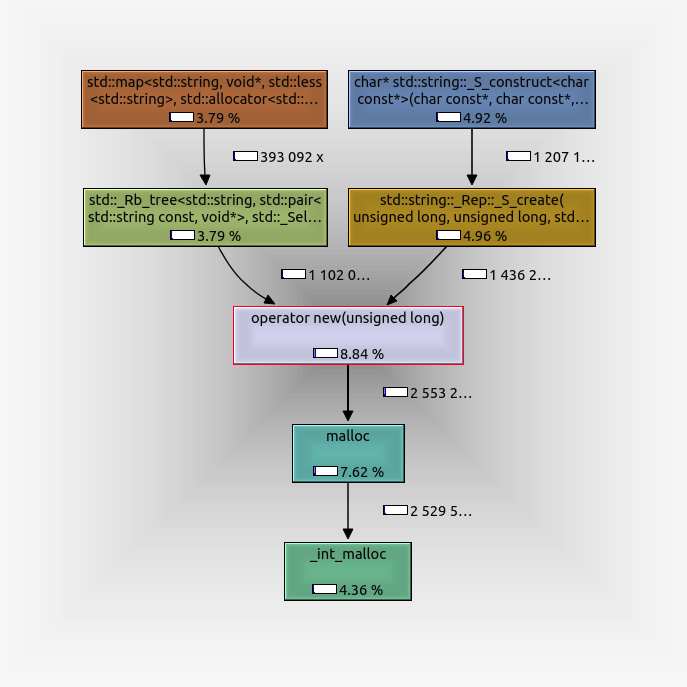 std::map<std::string, void*, std::less
<std::string>, std::allocator<std::...
3.79 %
char* std::string::_S_construct<char
const*>(char const*, char const*,...
4.92 %
393 092 x
1 207 1...
std::_Rb_tree<std::string, std::pair<
std::string const, void*>, std::_Sel...
3.79 %
std::string::_Rep::_S_create(
unsigned long, unsigned long, std...
4.96 %
1 102 0...
1 436 2...
operator new(unsigned long)
8.84 %
2 553 2...
malloc
7.62 %
2 529 5...
_int_malloc
4.36 %